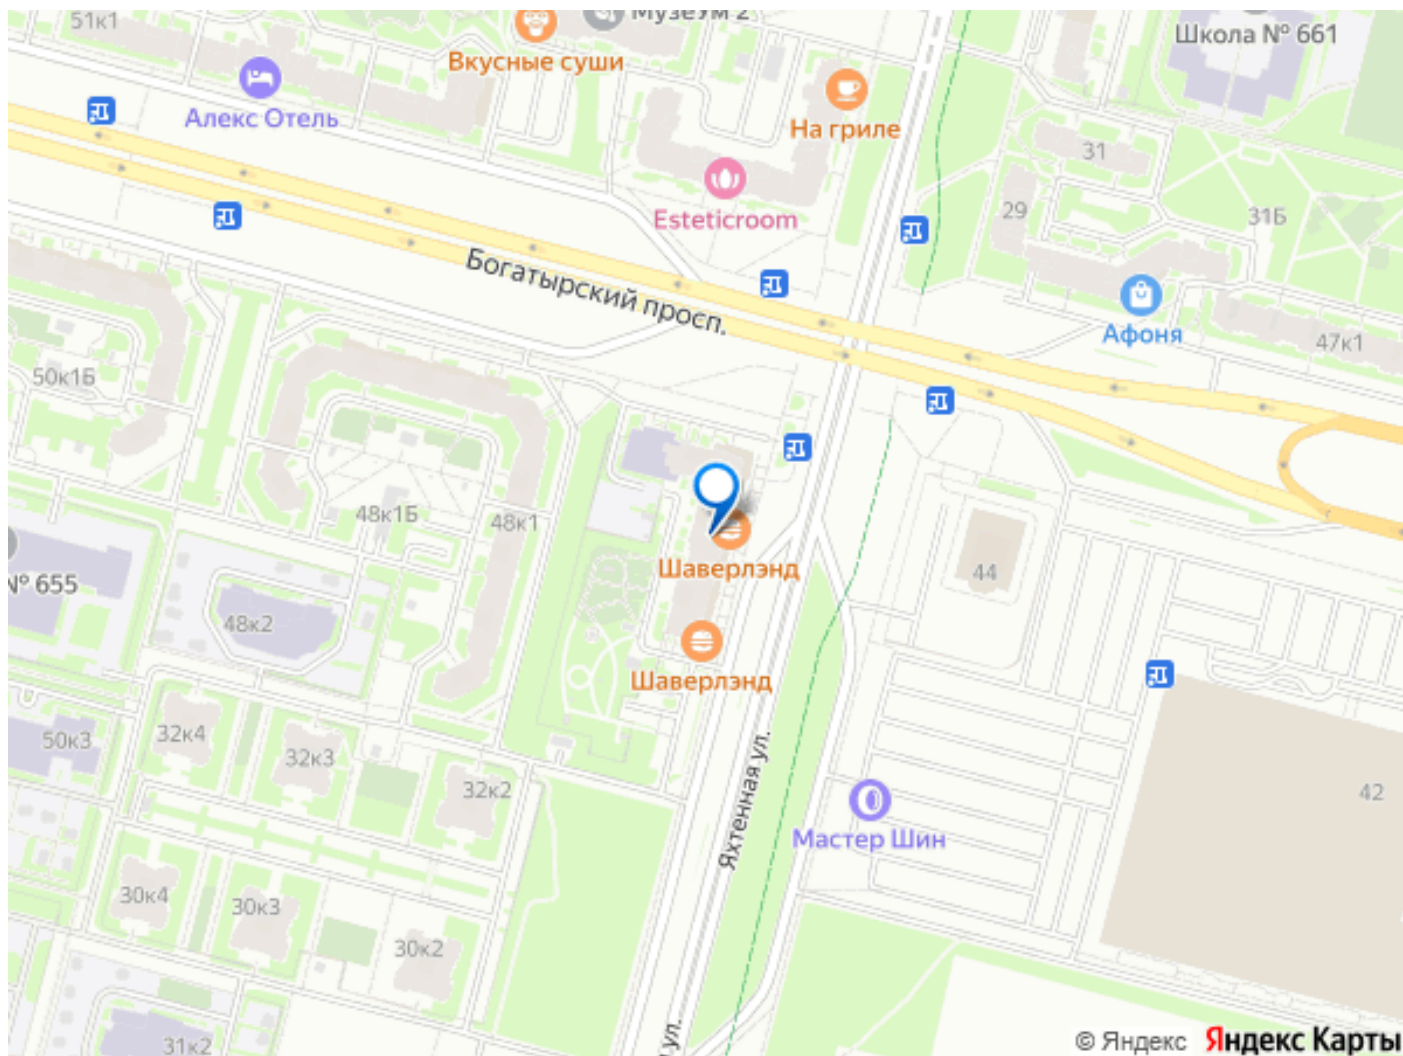 51к1
МузеУм 2
Школа № 661
Вкусные суши
Алекс Отель
На гриле
31
Esteticroom
29
31Б
Богатырский просп.
Афоня
47к1
50к1Б
48к1Б
48к1
Шаверлэнд
44
№ 655
48к2
Шаверлэнд
50к3
32к4
32к3
32к2
Яхтенная ул.
42
Мастер Шин
30к4
30к3
30к2
31к2
ул.
© Яндекс Яндекс Карты